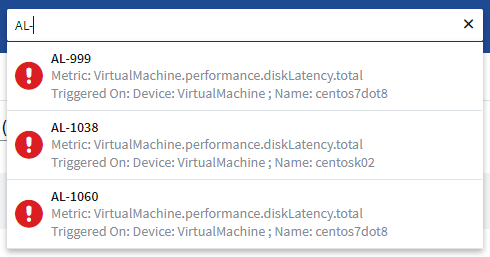 AL-
AL-999
Metric: VirtualMachine.performance.diskLatency.total
Triggered On: Device: VirtualMachine ; Name: centos7dot8
AL-1038
Metric: VirtualMachine.performance.diskLatency.total
Triggered On: Device: VirtualMachine ; Name: centosk02
AL-1060
Metric: VirtualMachine.performance.diskLatency.total
Triggered On: Device: VirtualMachine ; Name: centos7dot8